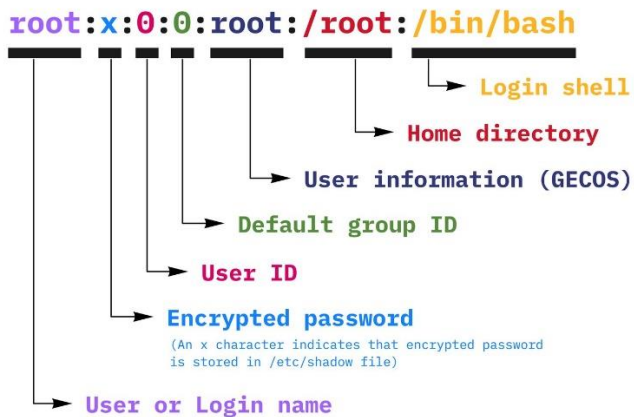 root:x:0:0:root:/root:/bin/bash
Login shell
Home directory
User information (GECOS)
Default group ID
User ID
Encrypted password
(An x character indicates that encrypted password
is stored in /etc/shadow file)
User or Login name